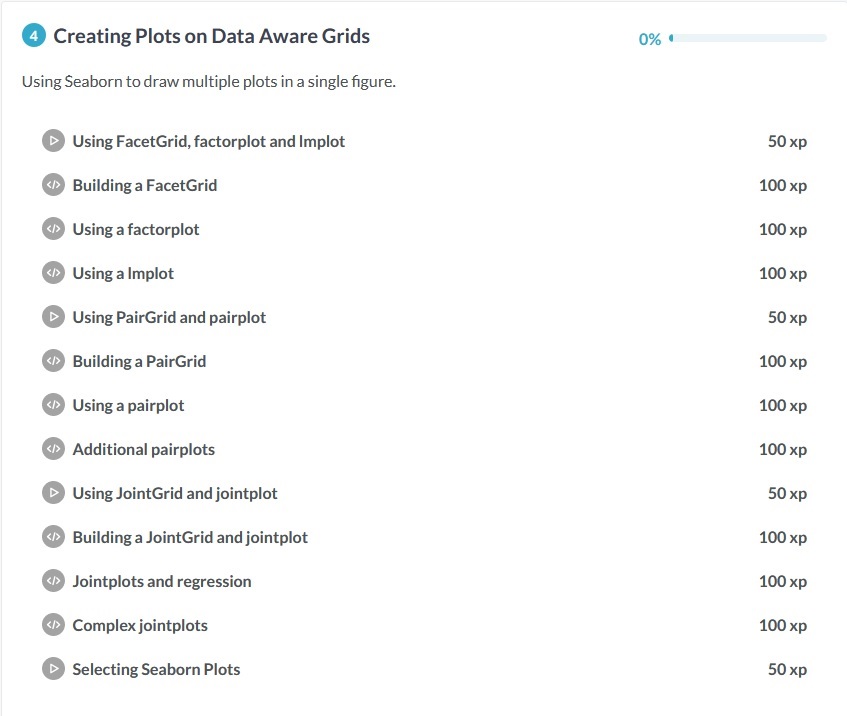 4 Creating Plots on Data Aware Grids 0%
Using Seaborn to draw multiple plots in a single figure.
Using FacetGrid, factorplot and lmplot 50 xp
Building a FacetGrid 100 xp
Using a factorplot 100 xp
Using a lmplot 100 xp
Using PairGrid and pairplot 50 xp
Building a PairGrid 100 xp
Using a pairplot 100 xp
Additional pairplots 100 xp
Using JointGrid and jointplot 50 xp
Building a JointGrid and jointplot 100 xp
Jointplots and regression 100 xp
Complex jointplots 100 xp
Selecting Seaborn Plots 50 xp